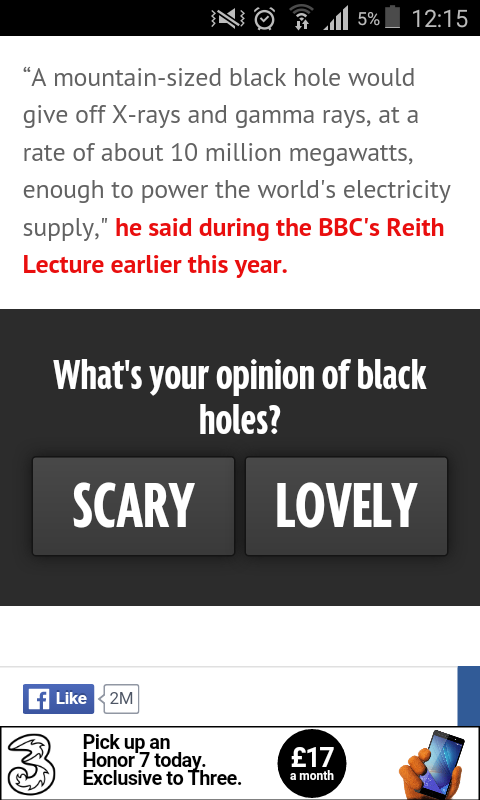 5% 12:15
“A mountain-sized black hole would
give off X-rays and gamma rays, at a
rate of about 10 million megawatts,
enough to power the world's electricity
supply," he said during the BBC's Reith
Lecture earlier this year.
What's your opinion of black
holes?
SCARY LOVELY
Like 2M
3 Pick up an
Honor 7 today.
Exclusive to Three.
£17
a month